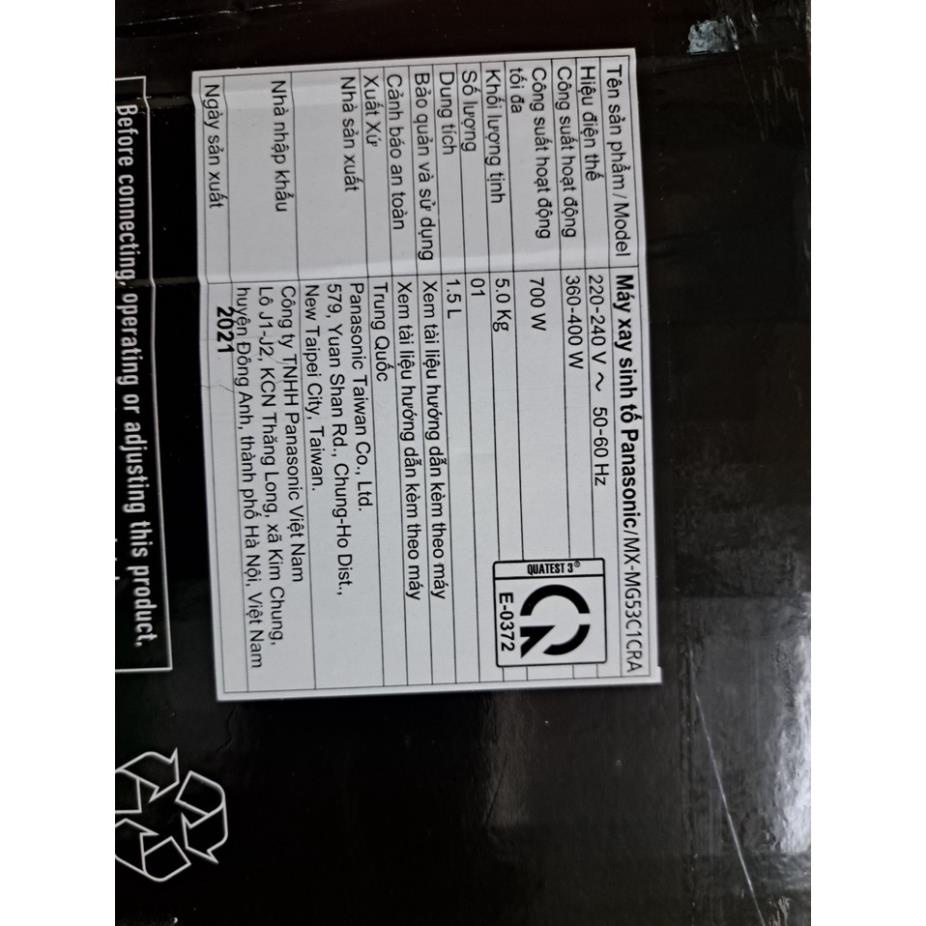 Tên sản phẩm/Model Máy xay sinh tố Panasonic/MX-MG53C1CRA
Hiệu điện thế 220-240 V ~ 50-60 Hz
Công suất hoạt động 360-400 W
Công suất hoạt động
tối đa 700 W
Khối lượng tịnh 5.0 Kg
Số lượng 01
Dung tích 1.5 L
Bảo quản và sử dụng Xem tài liệu hướng dẫn kèm theo máy
Cảnh báo an toàn Xem tài liệu hướng dẫn kèm theo máy
Xuất Xứ Trung Quốc
Nhà sản xuất Panasonic Taiwan Co., Ltd.
579, Yuan Shan Rd., Chung-Ho Dist.,
New Taipei City, Taiwan.
Nhà nhập khẩu Công ty TNHH Panasonic Việt Nam
Lô J1-J2, KCN Thăng Long, xã Kim Chung,
huyện Đông Anh, thành phố Hà Nội, Việt Nam
Ngày sản xuất 2021
QUATEST 3®
E-0372
Before connecting, operating or adjusting this product,